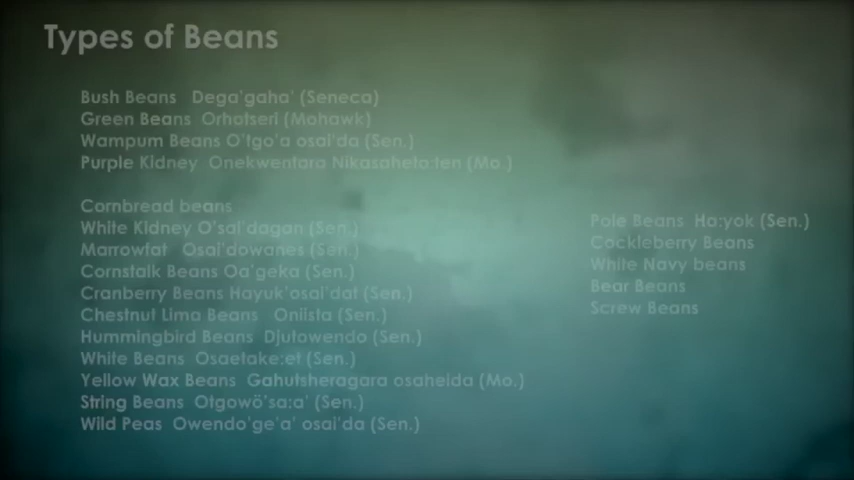 Types of Beans
Bush Beans Dega'gaha' (Seneca)
Green Beans Orhotseri (Mohawk)
Wampum Beans O'tgo'a osai'da (Sen.)
Purple Kidney Onekwentara Nikasaheto:ten (Mo.)
Cornbread beans
White Kidney O'sai'dagan (Sen.)
Marrowfat Osai'dowanes (Sen.)
Cornstalk Beans Oa'geka (Sen.)
Cranberry Beans Hayuk'osai'dat (Sen.)
Chestnut Lima Beans Oniista (Sen.)
Hummingbird Beans Djutowendo (Sen.)
White Beans Osaetake:et (Sen.)
Yellow Wax Beans Gahutsheragara osahelda (Mo.)
String Beans Otgowö'sa:a' (Sen.)
Wild Peas Owendo'ge'a' osai'da (Sen.)
Pole Beans Ho:yok (Sen.)
Cockleberry Beans
White Navy beans
Bear Beans
Screw Beans